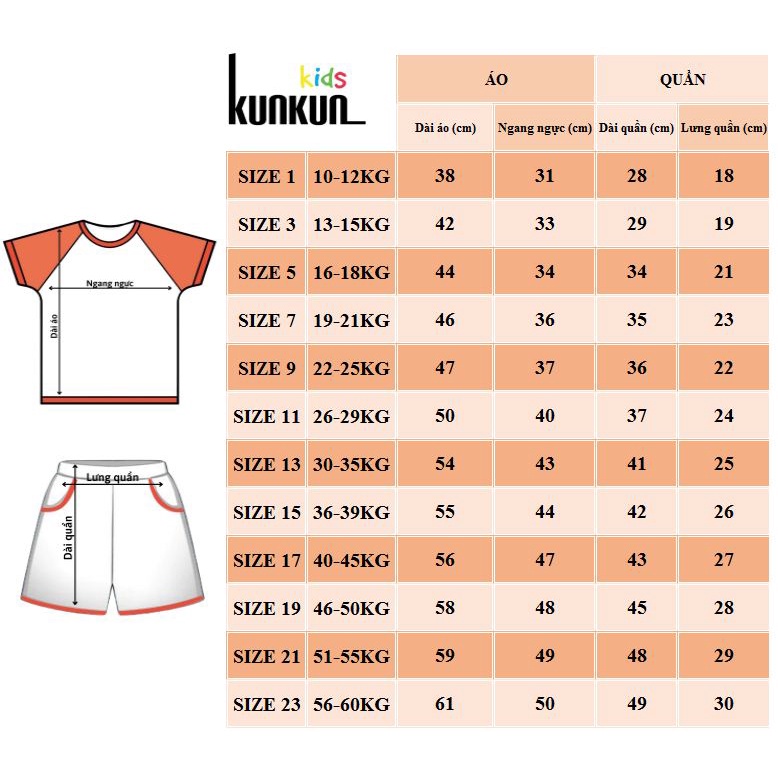 kids
KUNKUN
ÁO QUẦN
Dài áo (cm) Ngang ngực (cm) Dài quần (cm) Lưng quần (cm)
SIZE 1 10-12KG 38 31 28 18
SIZE 3 13-15KG 42 33 29 19
SIZE 5 16-18KG 44 34 34 21
SIZE 7 19-21KG 46 36 35 23
SIZE 9 22-25KG 47 37 36 22
SIZE 11 26-29KG 50 40 37 24
SIZE 13 30-35KG 54 43 41 25
SIZE 15 36-39KG 55 44 42 26
SIZE 17 40-45KG 56 47 43 27
SIZE 19 46-50KG 58 48 45 28
SIZE 21 51-55KG 59 49 48 29
SIZE 23 56-60KG 61 50 49 30
Ngang ngực
Dài áo
Lưng quần
Dài quần